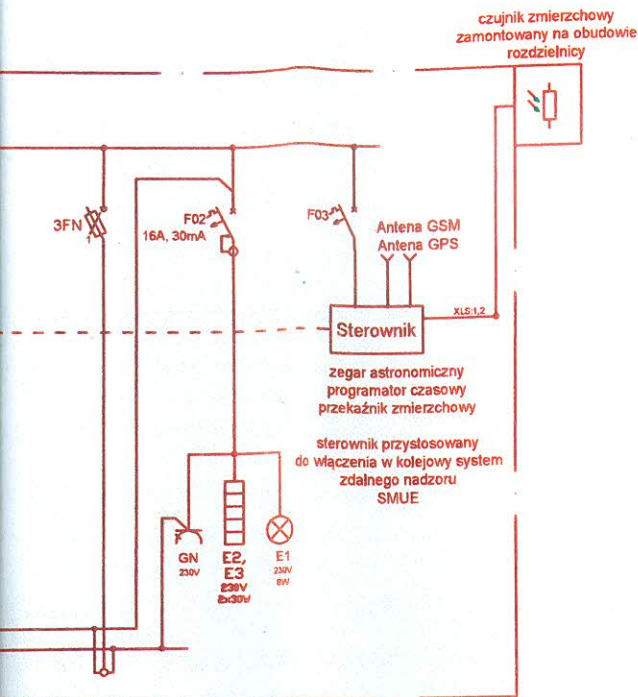 czujnik zmierzchowy
zamontowany na obudowie
rozdzielnicy
3FN
1
F02
16A, 30mA
F03
Antena GSM
Antena GPS
Sterownik
XLS:1,2
zegar astronomiczny
programator czasowy
przekaźnik zmierzchowy
sterownik przystosowany
do włączenia w kolejowy system
zdalnego nadzoru
SMUE
GN
230V
E2,
E3
230V
2x30W
E1
230V
8W